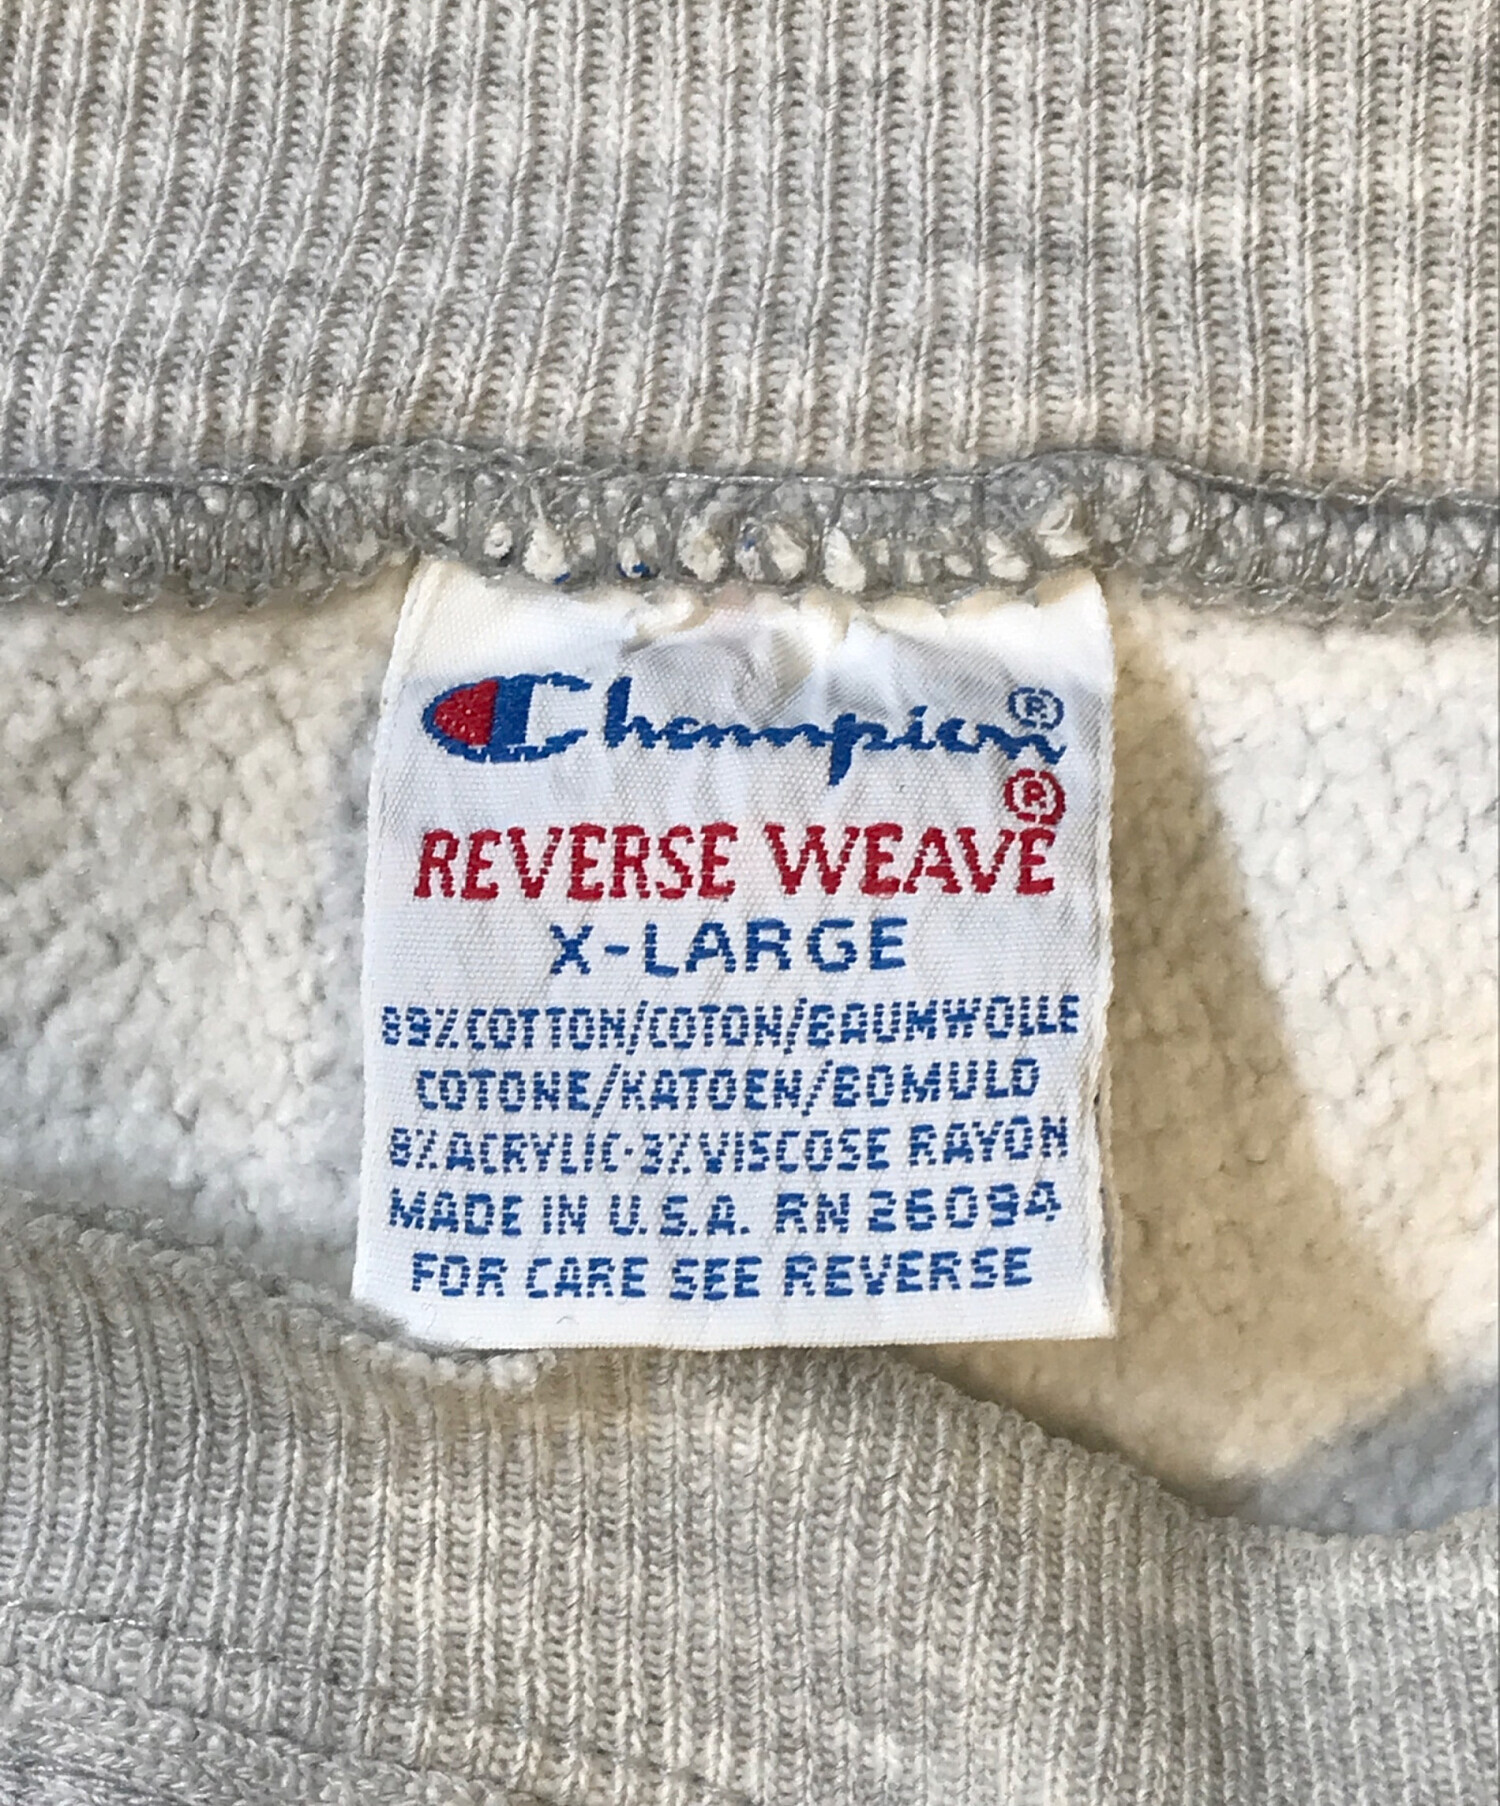 Champion®
REVERSE WEAVE®
X-LARGE
89% COTTON/COTON/BAUMWOLLE
COTONE/KATOEN/BOMULD
8% ACRYLIC·3% VISCOSE RAYON
MADE IN U.S.A. RN 26094
FOR CARE SEE REVERSE